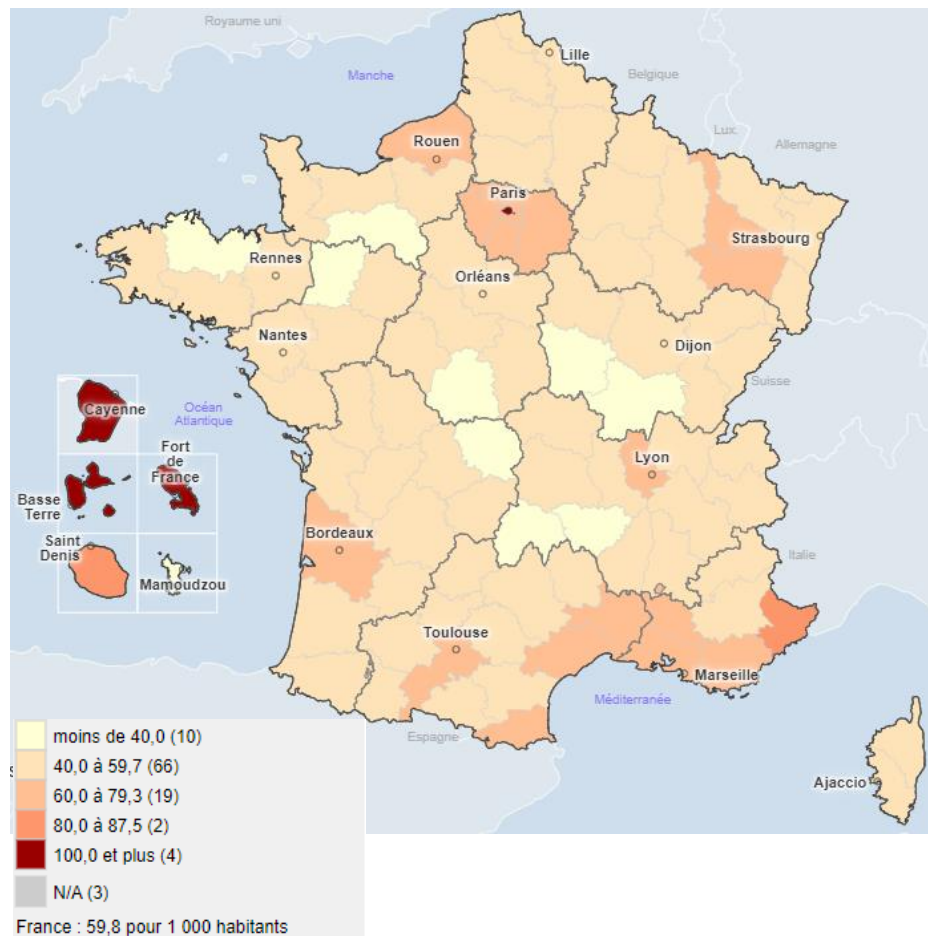 Royaume uni
Lille
Manche
Belgique
Rouen
Lux.
Allemagne
Paris
Strasbourg
Rennes
Orléans
Nantes
Dijon
Suisse
Cayenne
Océan
Atlantique
Fort
de
France
Lyon
Basse
Terre
Saint
Denis
Bordeaux
Mamoudzou
Italie
Toulouse
Marseille
Méditerranée
Espagne
Ajaccio
moins de 40,0 (10)
40,0 à 59,7 (66)
60,0 à 79,3 (19)
80,0 à 87,5 (2)
100,0 et plus (4)
N/A (3)
France : 59,8 pour 1 000 habitants